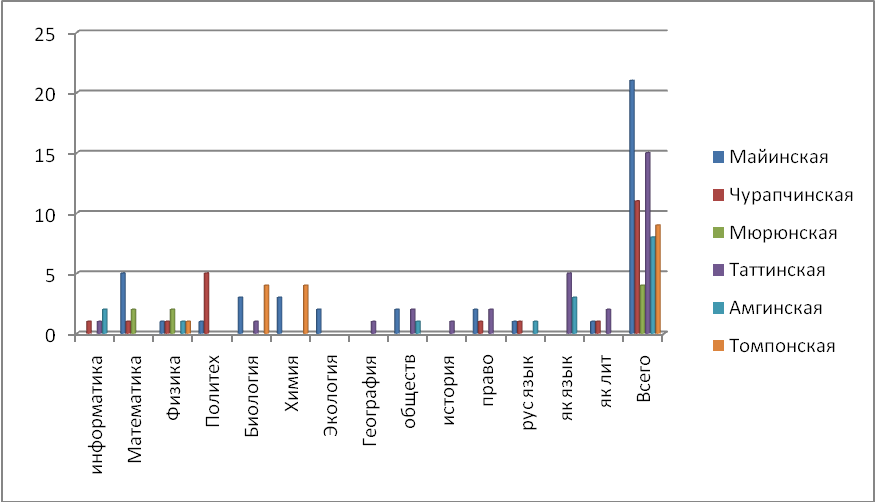 25
20
15
10
5
0
информатика
Математика
Физика
Политех
Биология
Химия
Экология
География
обществ
история
право
рус язык
як язык
як лит
Всего
Майинская
Чурапчинская
Мюрюнская
Таттинская
Амгинская
Томпонская